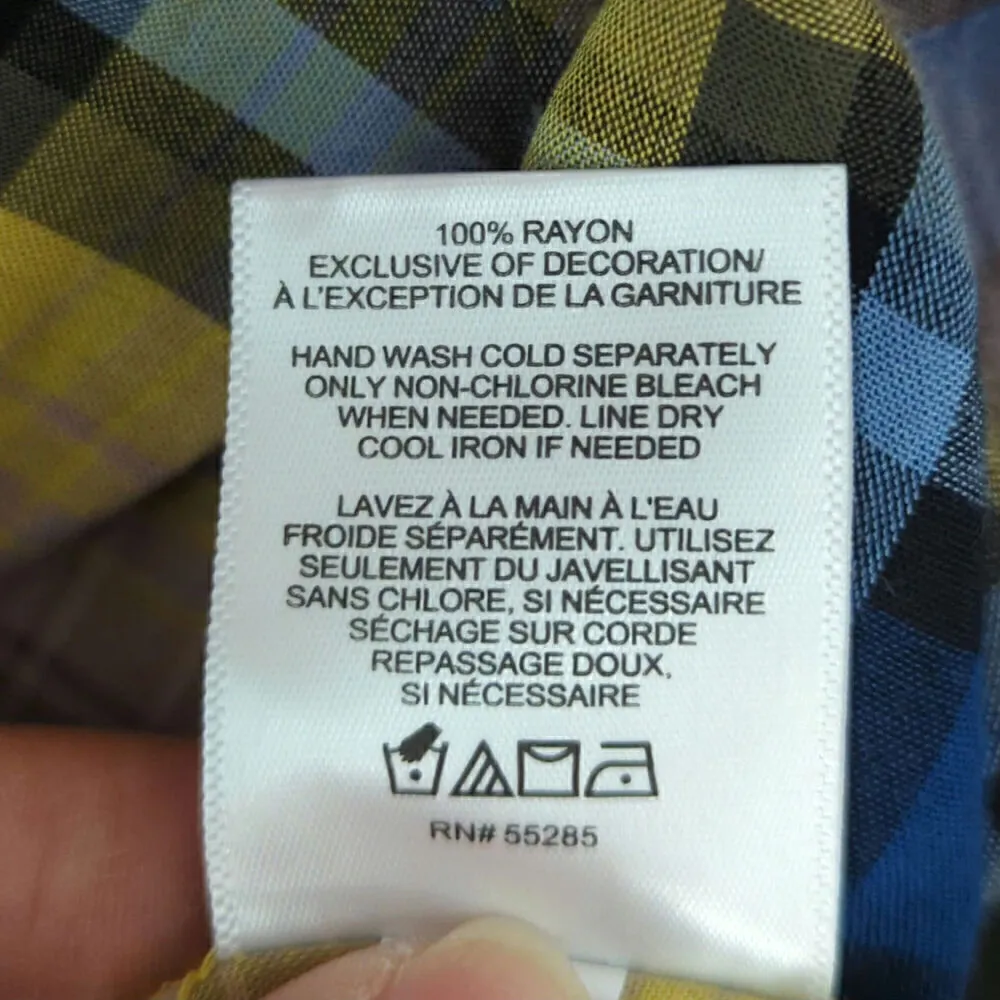 100% RAYON
EXCLUSIVE OF DECORATION/
À L'EXCEPTION DE LA GARNITURE
HAND WASH COLD SEPARATELY
ONLY NON-CHLORINE BLEACH
WHEN NEEDED. LINE DRY
COOL IRON IF NEEDED
LAVEZ À LA MAIN À L'EAU
FROIDE SÉPARÉMENT. UTILISEZ
SEULEMENT DU JAVELLISANT
SANS CHLORE, SI NÉCESSAIRE
SÉCHAGE SUR CORDE
REPASSAGE DOUX,
SI NÉCESSAIRE
RN# 55285